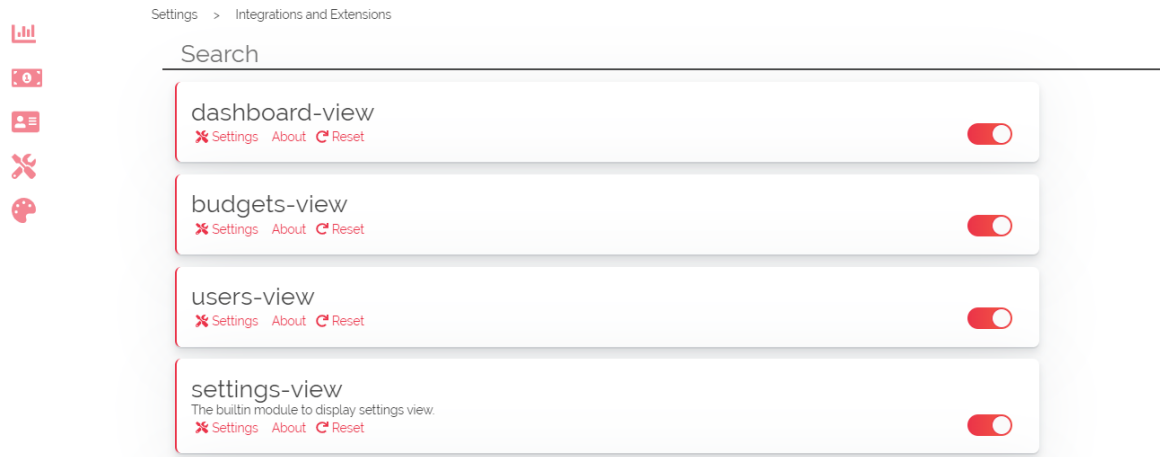 Settings > Integrations and Extensions
Search
dashboard-view
Settings About Reset
budgets-view
Settings About Reset
users-view
Settings About Reset
settings-view
The builtin module to display settings view.
Settings About Reset